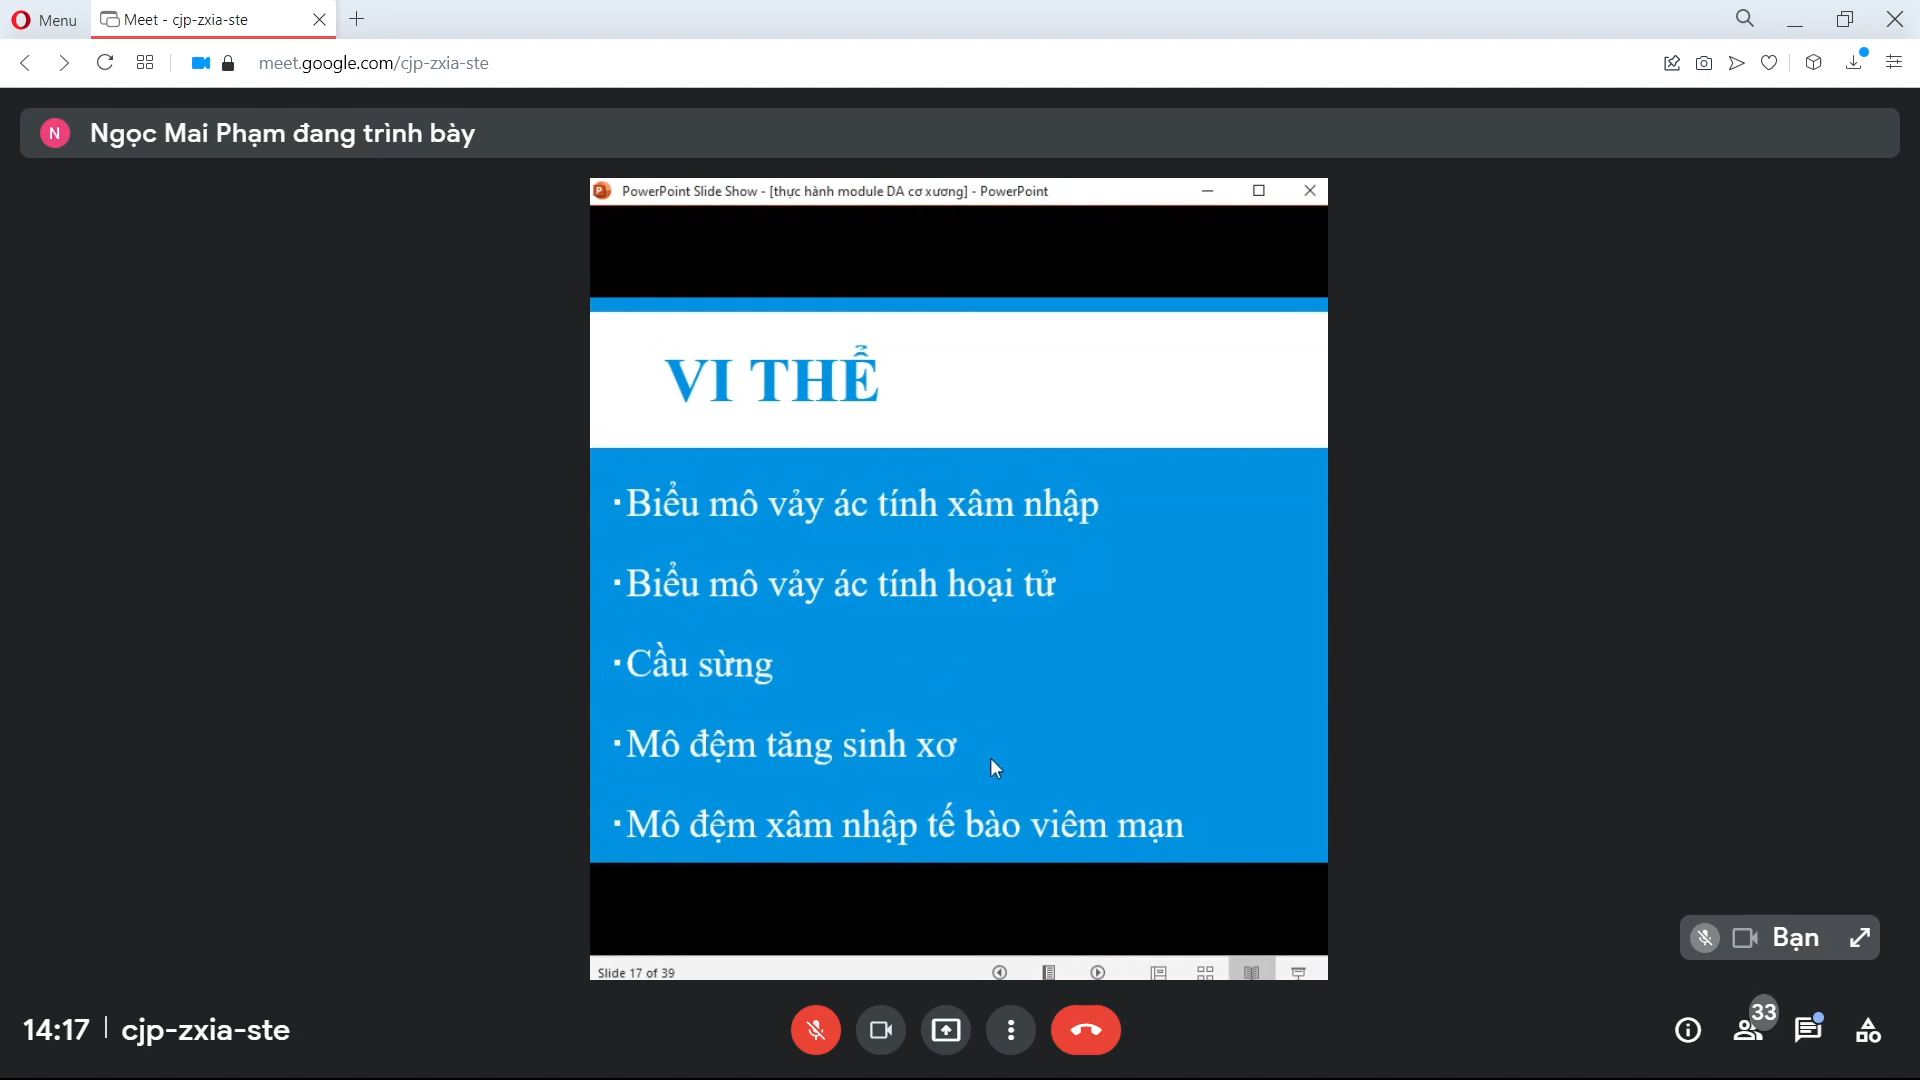 Menu
Meet - cjp-zxia-ste
meet.google.com/cjp-zxia-ste
N
Ngọc Mai Phạm đang trình bày
PowerPoint Slide Show - [thực hành module DA cơ xương] - PowerPoint
VI THỂ
▪Biểu mô vảy ác tính xâm nhập
▪Biểu mô vảy ác tính hoại tử
▪Cầu sừng
▪Mô đệm tăng sinh xơ
▪Mô đệm xâm nhập tế bào viêm mạn
Slide 17 of 39
Bạn
14:17 | cjp-zxia-ste
33